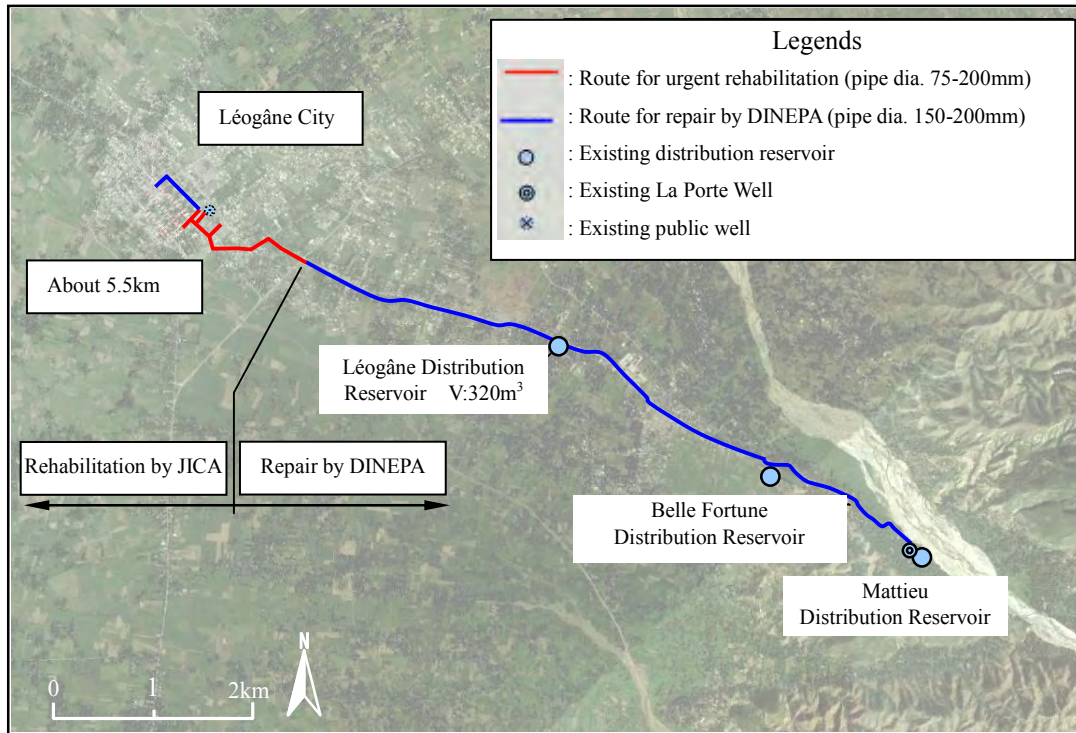 Legends
: Route for urgent rehabilitation (pipe dia. 75-200mm)
: Route for repair by DINEPA (pipe dia. 150-200mm)
: Existing distribution reservoir
: Existing La Porte Well
: Existing public well
Léogâne City
About 5.5km
Léogâne Distribution
Reservoir V:320m³
Rehabilitation by JICA
Repair by DINEPA
Belle Fortune
Distribution Reservoir
Mattieu
Distribution Reservoir
N
0 1 2km